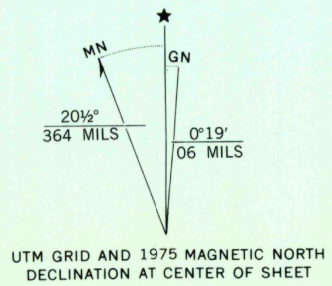 ★
MN
GN
20½°
364 MILS
0°19′
06 MILS
UTM GRID AND 1975 MAGNETIC NORTH
DECLINATION AT CENTER OF SHEET